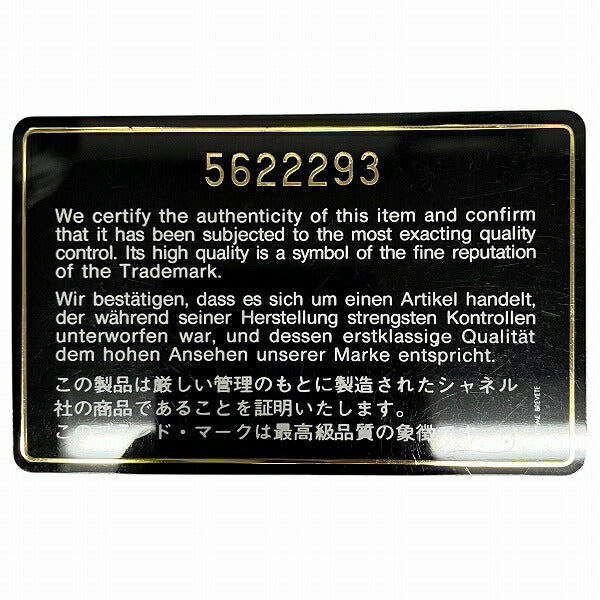 5622293
We certify the authenticity of this item and confirm
that it has been subjected to the most exacting quality
control. Its high quality is a symbol of the fine reputation
of the Trademark.
Wir bestätigen, dass es sich um einen Artikel handelt,
der während seiner Herstellung strengsten Kontrollen
unterworfen war, und dessen erstklassige Qualität
dem hohen Ansehen unserer Marke entspricht.
この製品は厳しい管理のもとに製造されたシャネル
社の商品であることを証明いたします。
こ ド・マークは最高級品質の象徴
BREVETE